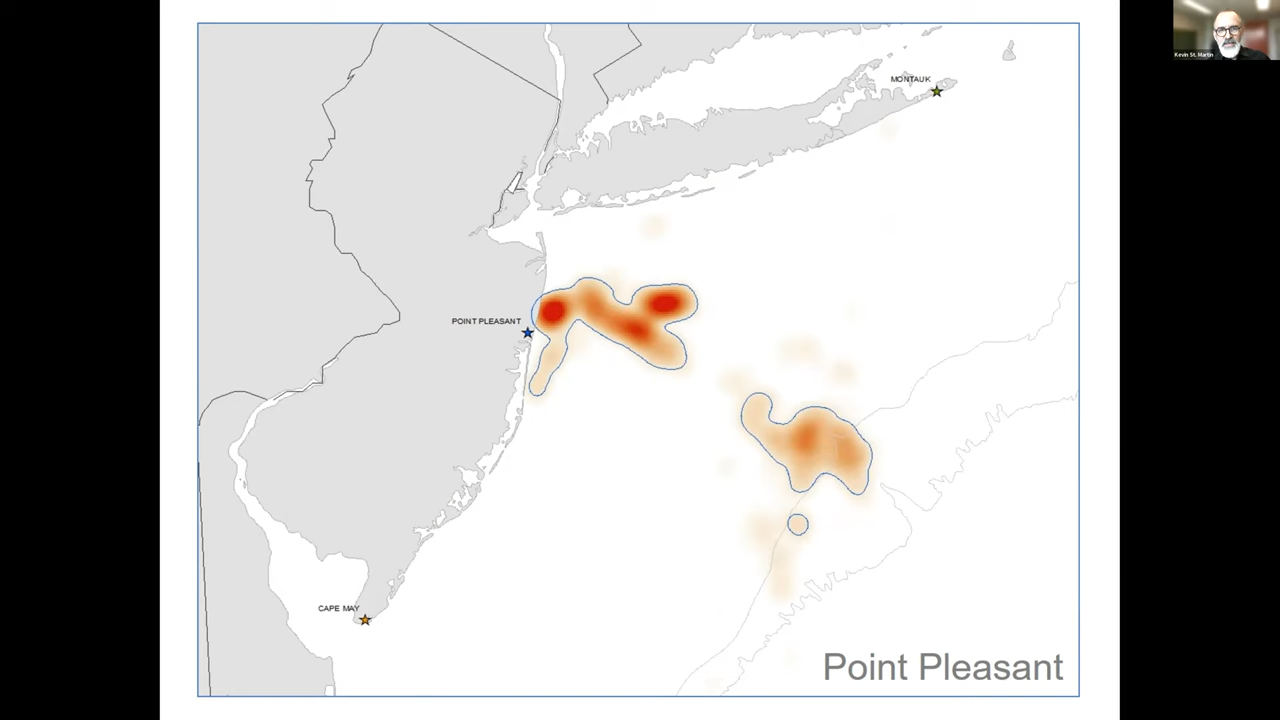 Kevin St. Martin
MONTAUK
POINT PLEASANT
CAPE MAY
Point Pleasant